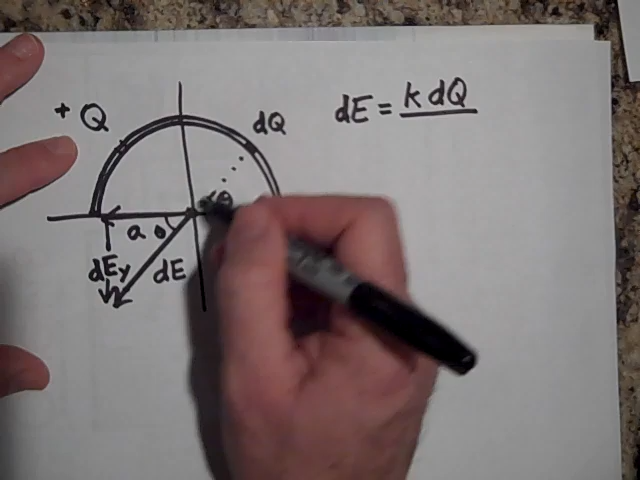 + Q
dQ
dE = k dQ
θ
a θ
dEy
dE